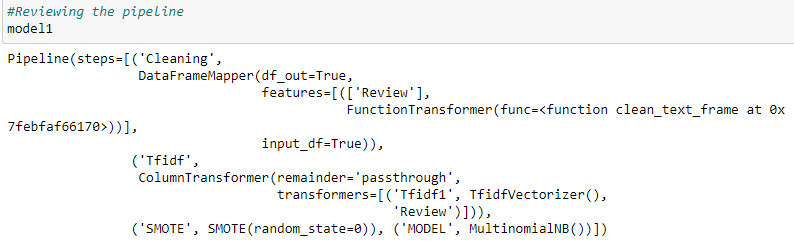 #Reviewing the pipeline
model1
Pipeline(steps=[('Cleaning',
DataFrameMapper(df_out=True,
features=[(['Review'],
FunctionTransformer(func=<function clean_text_frame at 0x
7febfaf66170>))],
input_df=True)),
('Tfidf',
ColumnTransformer(remainder='passthrough',
transformers=[('Tfidf1', TfidfVectorizer(),
'Review')])),
('SMOTE', SMOTE(random_state=0)), ('MODEL', MultinomialNB())])